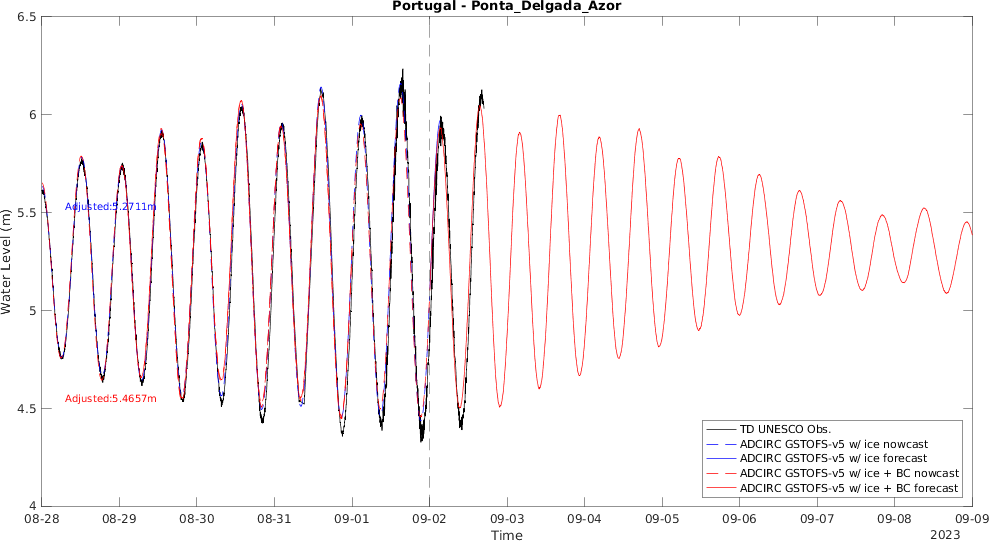 Portugal - Ponta_Delgada_Azor
6.5
6
5.5
5
4.5
4
Water Level (m)
Adjusted:5.2711m
Adjusted:5.4657m
TD UNESCO Obs.
ADCIRC GSTOFS-v5 w/ ice nowcast
ADCIRC GSTOFS-v5 w/ ice forecast
ADCIRC GSTOFS-v5 w/ ice + BC nowcast
ADCIRC GSTOFS-v5 w/ ice + BC forecast
08-28 08-29 08-30 08-31 09-01 09-02 09-03 09-04 09-05 09-06 09-07 09-08 09-09
Time
2023